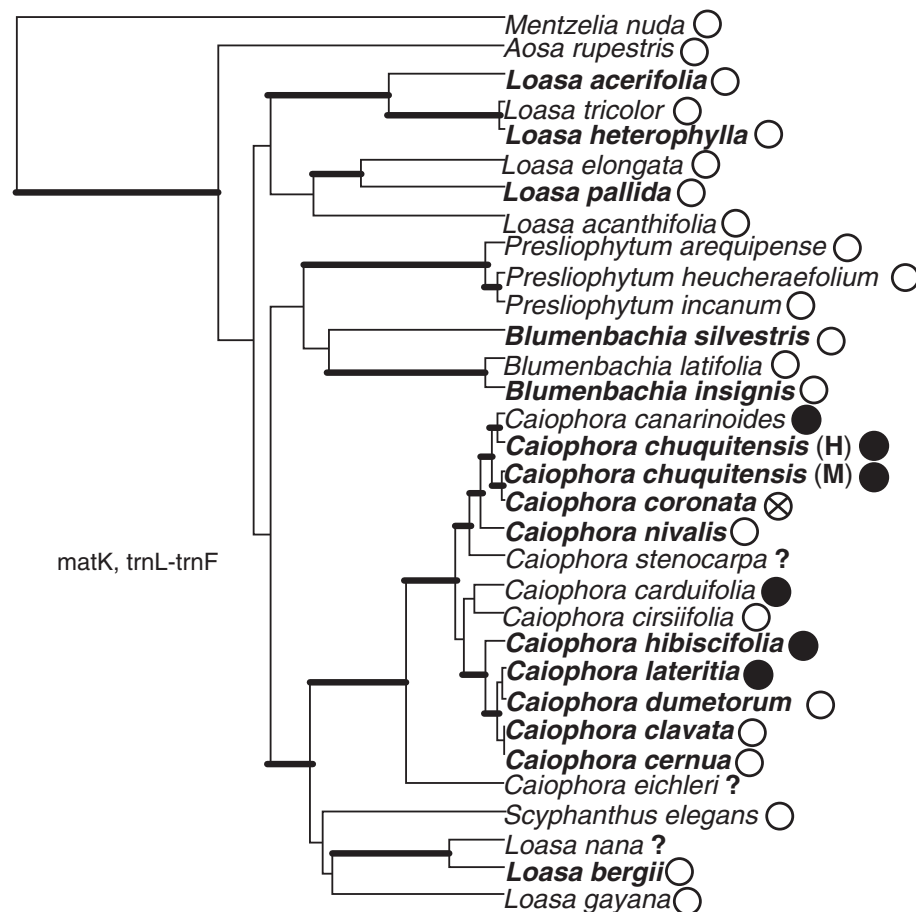 Mentzelia nuda
Aosa rupestris
Loasa acerifolia
Loasa tricolor
Loasa heterophylla
Loasa elongata
Loasa pallida
Loasa acanthifolia
Presliophytum arequipense
Presliophytum heucheraefolium
Presliophytum incanum
Blumenbachia silvestris
Blumenbachia latifolia
Blumenbachia insignis
Caiophora canarinoides
Caiophora chuquitensis (H)
Caiophora chuquitensis (M)
Caiophora coronata
Caiophora nivalis
Caiophora stenocarpa ?
matK, trnL-trnF
Caiophora carduifolia
Caiophora cirsiifolia
Caiophora hibiscifolia
Caiophora lateritia
Caiophora dumetorum
Caiophora clavata
Caiophora cernua
Caiophora eichleri ?
Scyphanthus elegans
Loasa nana ?
Loasa bergii
Loasa gayana